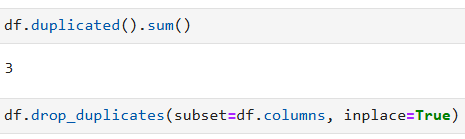 df.duplicated().sum()
3
df.drop_duplicates(subset=df.columns, inplace=True)